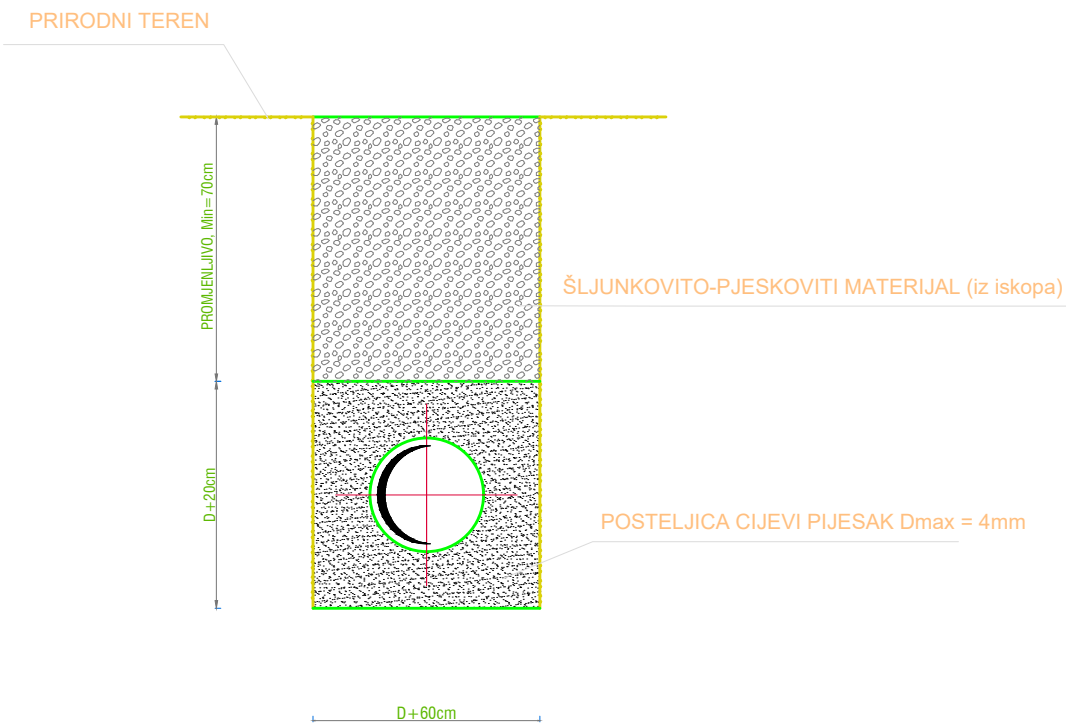 PRIRODNI TEREN
PROMJENLJIVO, Min=70cm
ŠLJUNKOVITO-PJESKOVITI MATERIJAL (iz iskopa)
D+20cm
POSTELJICA CIJEVI PIJESAK Dmax = 4mm
D+60cm